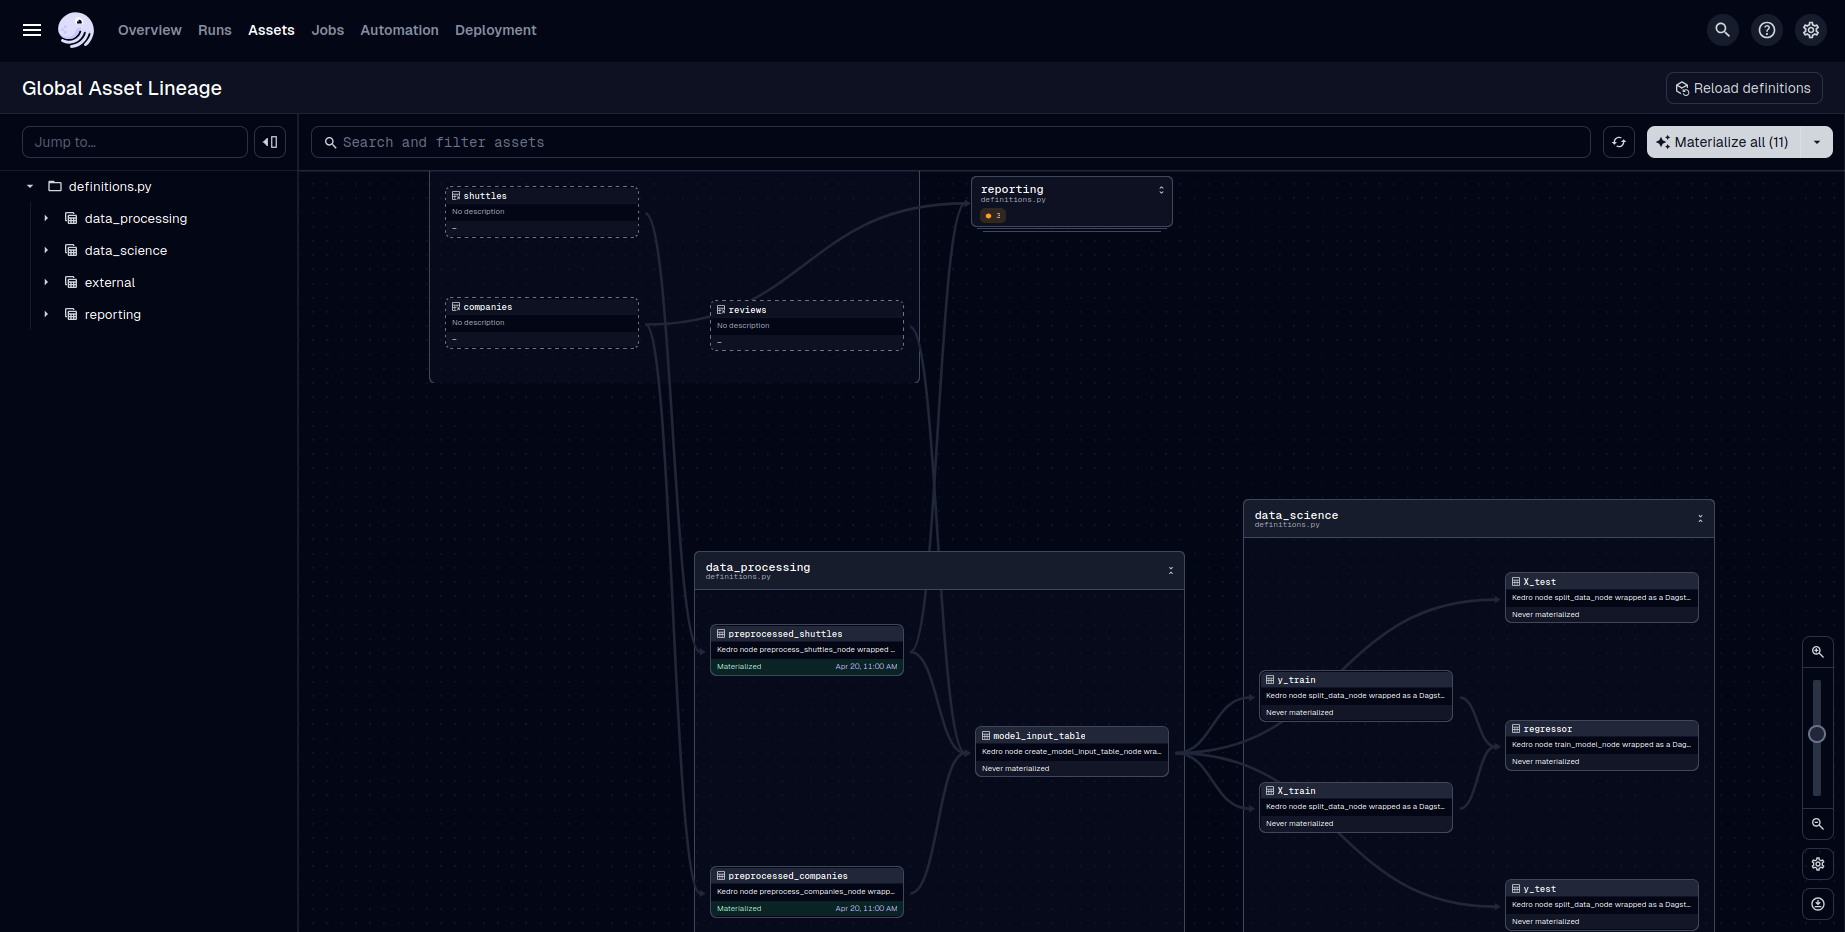 Overview Runs Assets Jobs Automation Deployment
Global Asset Lineage
Reload definitions
Jump to…
Search and filter assets
Materialize all (11)
definitions.py
data_processing
data_science
external
reporting
shuttles
No description
–
companies
No description
–
reviews
No description
–
reporting
definitions.py
3
data_processing
definitions.py
preprocessed_shuttles
Kedro node preprocess_shuttles_node wrapped …
Materialized Apr 20, 11:00 AM
model_input_table
Kedro node create_model_input_table_node wra…
Never materialized
preprocessed_companies
Kedro node preprocess_companies_node wrapp…
Materialized Apr 20, 11:00 AM
data_science
definitions.py
X_test
Kedro node split_data_node wrapped as a Dagst…
Never materialized
y_train
Kedro node split_data_node wrapped as a Dagst…
Never materialized
regressor
Kedro node train_model_node wrapped as a Dag…
Never materialized
X_train
Kedro node split_data_node wrapped as a Dagst…
Never materialized
y_test
Kedro node split_data_node wrapped as a Dagst…
Never materialized